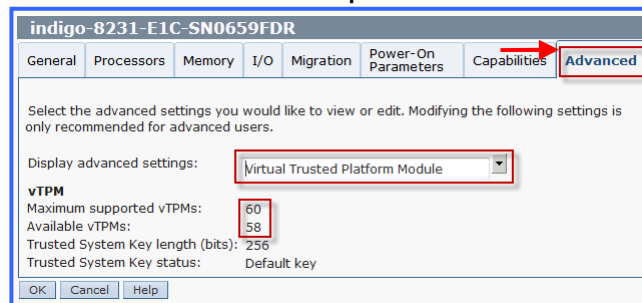 indigo-8231-E1C-SN0659FDR
General Processors Memory I/O Migration Power-On Parameters Capabilities Advanced
Select the advanced settings you would like to view or edit. Modifying the following settings is
only recommended for advanced users.
Display advanced settings: Virtual Trusted Platform Module
vTPM
Maximum supported vTPMs: 60
Available vTPMs: 58
Trusted System Key length (bits): 256
Trusted System Key status: Default key
OK Cancel Help